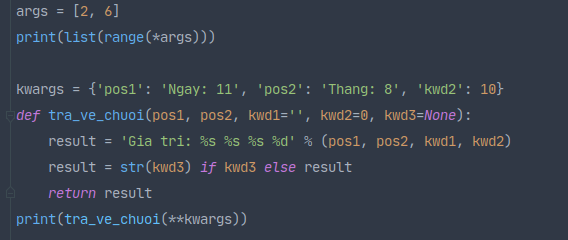 args = [2, 6]
print(list(range(*args)))
kwargs = {'pos1': 'Ngay: 11', 'pos2': 'Thang: 8', 'kwd2': 10}
def tra_ve_chuoi(pos1, pos2, kwd1='', kwd2=0, kwd3=None):
    result = 'Gia tri: %s %s %s %d' % (pos1, pos2, kwd1, kwd2)
    result = str(kwd3) if kwd3 else result
    return result
print(tra_ve_chuoi(**kwargs))